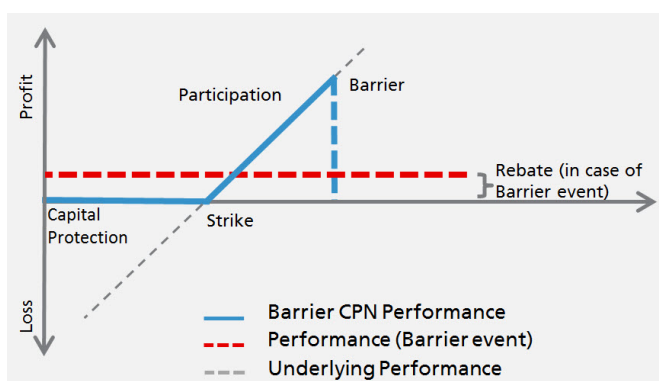 Profit
Participation
Barrier
Rebate (in case of
Barrier event)
Capital
Protection
Strike
Loss
Barrier CPN Performance
Performance (Barrier event)
Underlying Performance